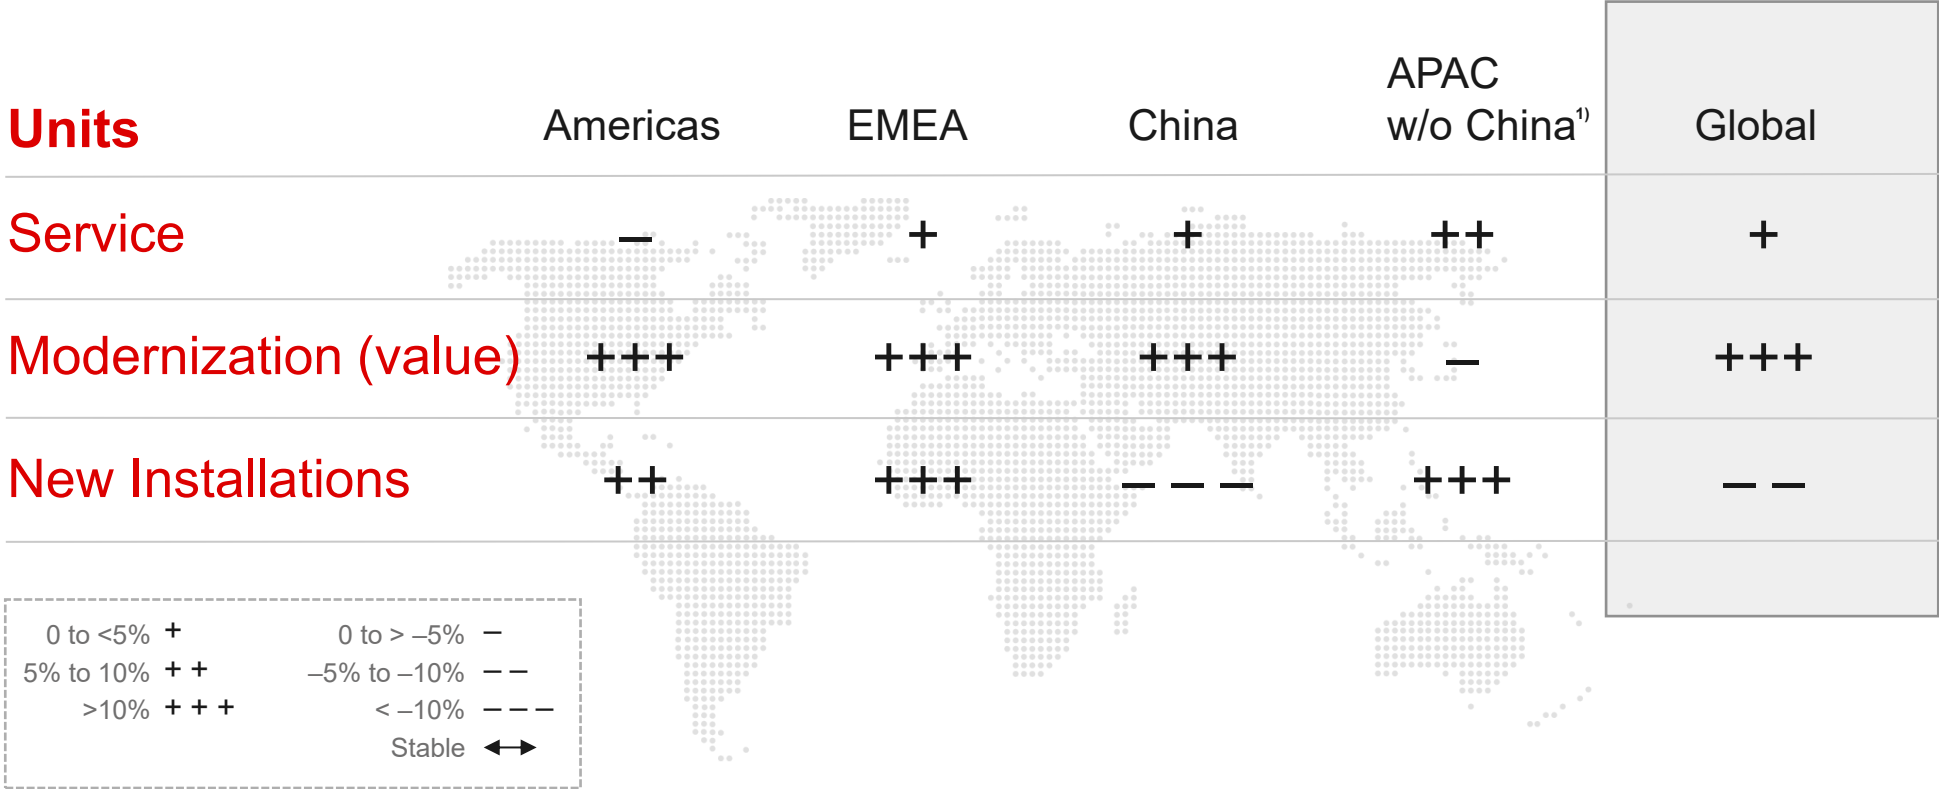 APAC
Units Americas EMEA China w/o China¹⁾ Global
Service — + + ++ +
Modernization (value) +++ +++ +++ — +++
New Installations ++ +++ — — — +++ — —
0 to <5% + 0 to > –5% —
5% to 10% + + –5% to –10% — —
>10% + + + < –10% — — —
Stable ↔